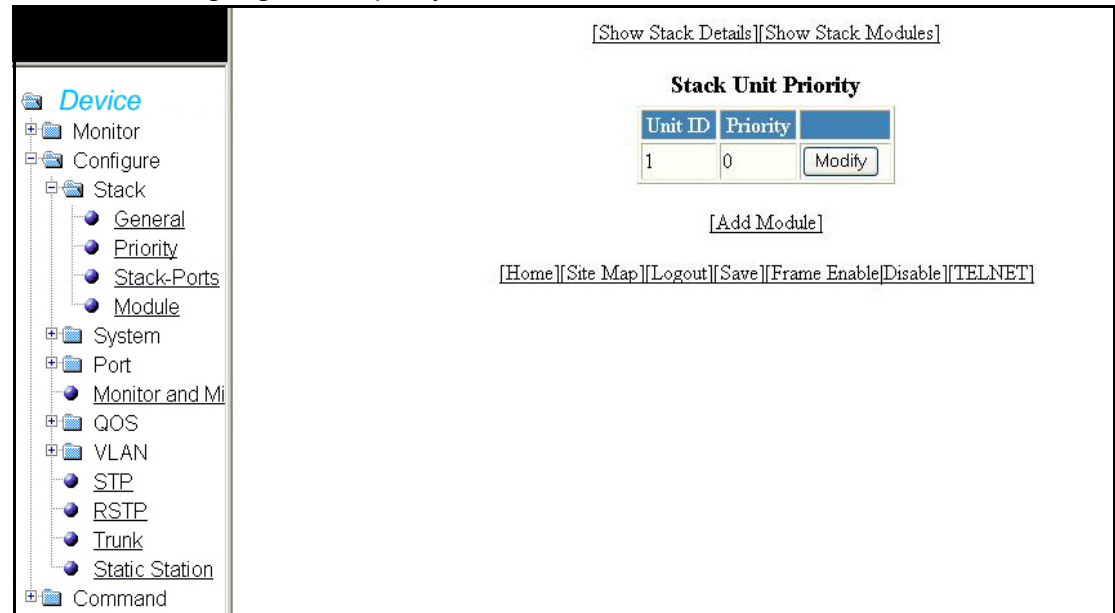 Device
Monitor
Configure
Stack
General
Priority
Stack-Ports
Module
System
Port
Monitor and Mi
QOS
VLAN
STP
RSTP
Trunk
Static Station
Command
[Show Stack Details][Show Stack Modules]
Stack Unit Priority
Unit ID Priority
1 0 Modify
[Add Module]
[Home][Site Map][Logout][Save][Frame Enable|Disable][TELNET]